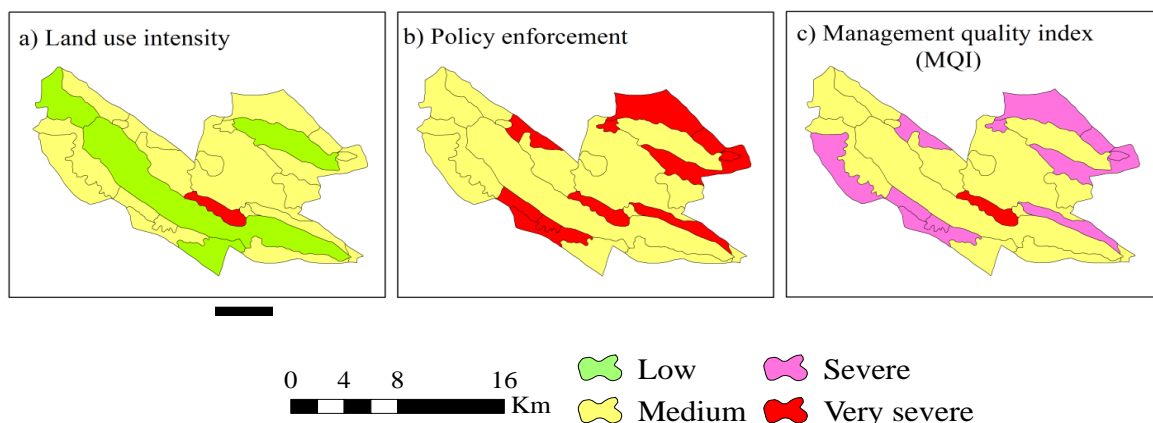 a) Land use intensity
b) Policy enforcement
c) Management quality index
(MQI)
0 4 8 16
Km
Low
Severe
Medium
Very severe